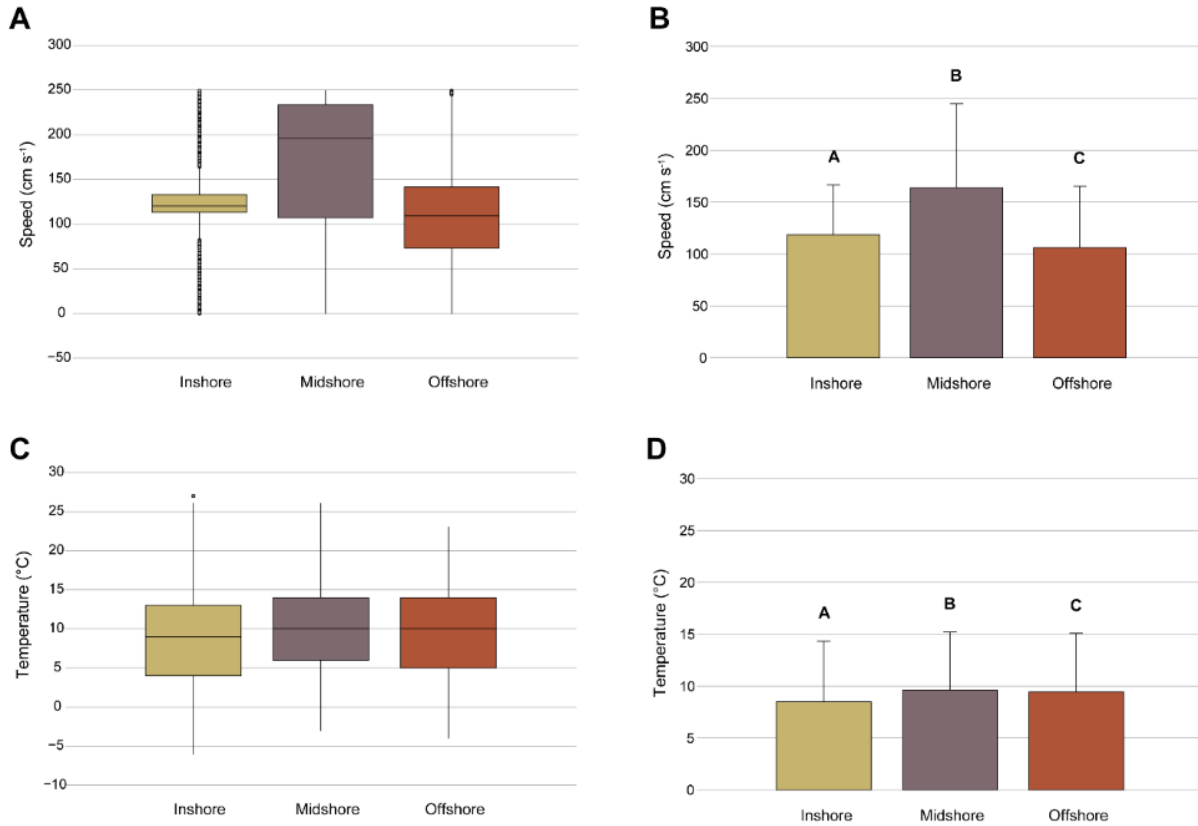 A
Speed (cm s⁻¹)
300
250
200
150
100
50
0
−50
Inshore Midshore Offshore
B
Speed (cm s⁻¹)
300
250
200
150
100
50
0
A
B
C
Inshore Midshore Offshore
C
Temperature (°C)
30
25
20
15
10
5
0
−5
−10
Inshore Midshore Offshore
D
Temperature (°C)
30
25
20
15
10
5
0
A
B
C
Inshore Midshore Offshore